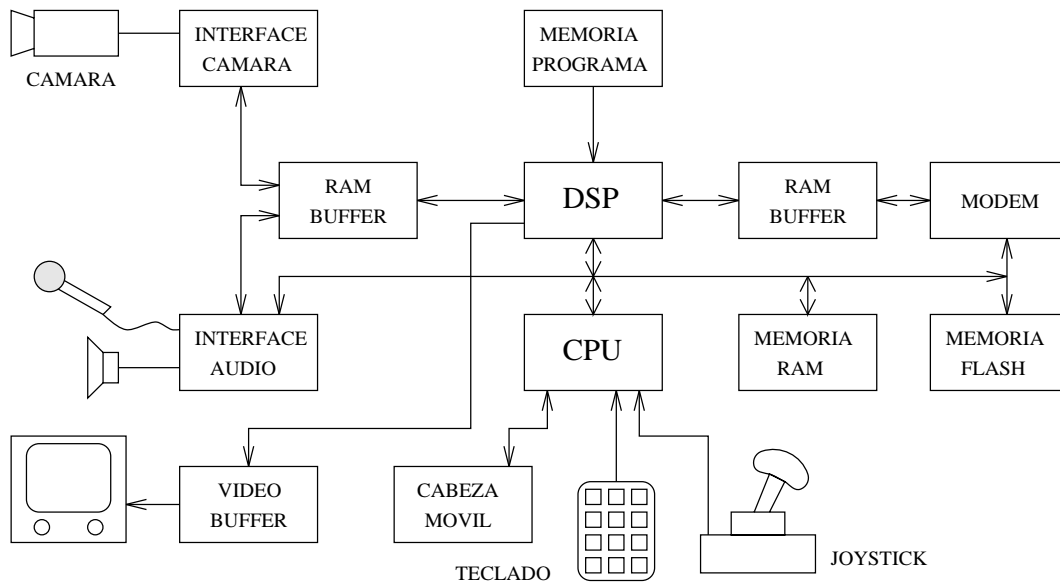 INTERFACE
CAMARA
CAMARA
MEMORIA
PROGRAMA
RAM
BUFFER
DSP
RAM
BUFFER
MODEM
INTERFACE
AUDIO
CPU
MEMORIA
RAM
MEMORIA
FLASH
VIDEO
BUFFER
CABEZA
MOVIL
TECLADO
JOYSTICK